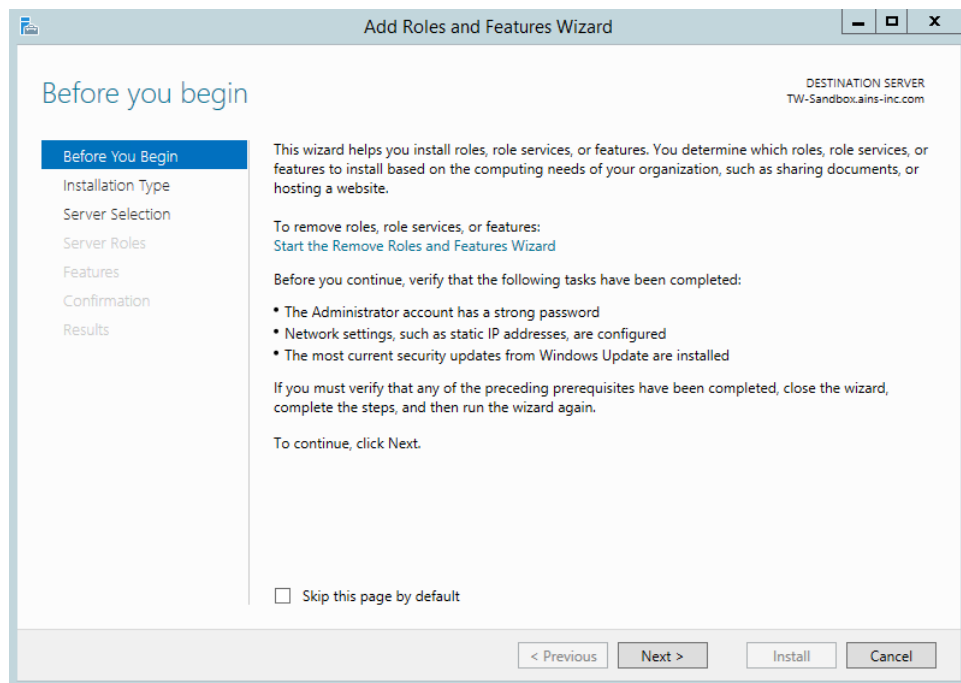 Add Roles and Features Wizard
Before you begin
DESTINATION SERVER
TW-Sandbox.ains-inc.com
Before You Begin
Installation Type
Server Selection
Server Roles
Features
Confirmation
Results
This wizard helps you install roles, role services, or features. You determine which roles, role services, or
features to install based on the computing needs of your organization, such as sharing documents, or
hosting a website.
To remove roles, role services, or features:
Start the Remove Roles and Features Wizard
Before you continue, verify that the following tasks have been completed:
• The Administrator account has a strong password
• Network settings, such as static IP addresses, are configured
• The most current security updates from Windows Update are installed
If you must verify that any of the preceding prerequisites have been completed, close the wizard,
complete the steps, and then run the wizard again.
To continue, click Next.
Skip this page by default
< Previous
Next >
Install
Cancel